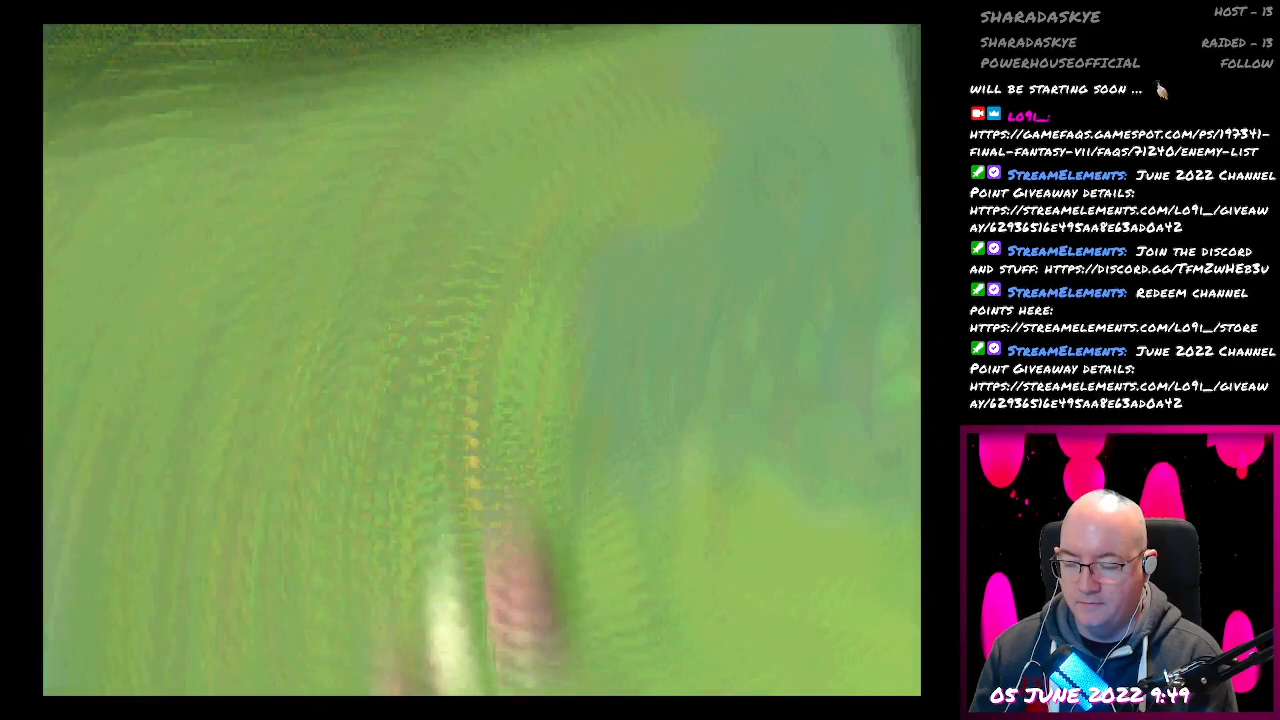 SHARADASKYE HOST - 13
SHARADASKYE RAIDED - 13
POWERHOUSEOFFICIAL FOLLOW
WILL BE STARTING SOON ...
LO9I_:
HTTPS://GAMEFAQS.GAMESPOT.COM/PS/197341-
FINAL-FANTASY-VII/FAQS/71240/ENEMY-LIST
STREAMELEMENTS: JUNE 2022 CHANNEL
POINT GIVEAWAY DETAILS:
HTTPS://STREAMELEMENTS.COM/LO9I_/GIVEAW
AY/62936516E495AA8E63AD0A42
STREAMELEMENTS: JOIN THE DISCORD
AND STUFF: HTTPS://DISCORD.GG/TFMZWHE83U
STREAMELEMENTS: REDEEM CHANNEL
POINTS HERE:
HTTPS://STREAMELEMENTS.COM/LO9I_/STORE
STREAMELEMENTS: JUNE 2022 CHANNEL
POINT GIVEAWAY DETAILS:
HTTPS://STREAMELEMENTS.COM/LO9I_/GIVEAW
AY/62936516E495AA8E63AD0A42
05 JUNE 2022 9:49